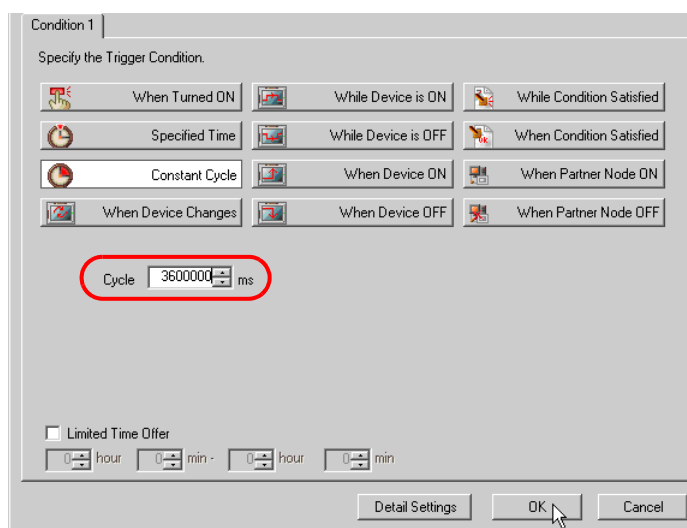 Condition 1
Specify the Trigger Condition.
When Turned ON While Device is ON While Condition Satisfied
Specified Time While Device is OFF When Condition Satisfied
Constant Cycle When Device ON When Partner Node ON
When Device Changes When Device OFF When Partner Node OFF
Cycle 3600000 ms
Limited Time Offer
0 hour 0 min - 0 hour 0 min
Detail Settings OK Cancel